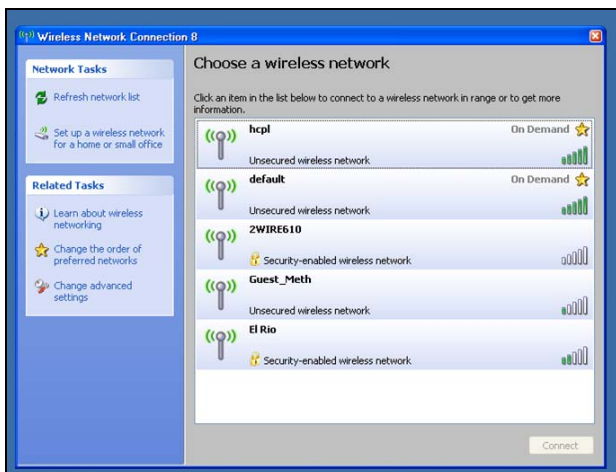 Wireless Network Connection 8
Network Tasks
Refresh network list
Set up a wireless network
for a home or small office
Related Tasks
Learn about wireless
networking
Change the order of
preferred networks
Change advanced
settings
Choose a wireless network
Click an item in the list below to connect to a wireless network in range or to get more
information.
hcpl On Demand
Unsecured wireless network
default On Demand
Unsecured wireless network
2WIRE610
Security-enabled wireless network
Guest_Meth
Unsecured wireless network
El Rio
Security-enabled wireless network
Connect